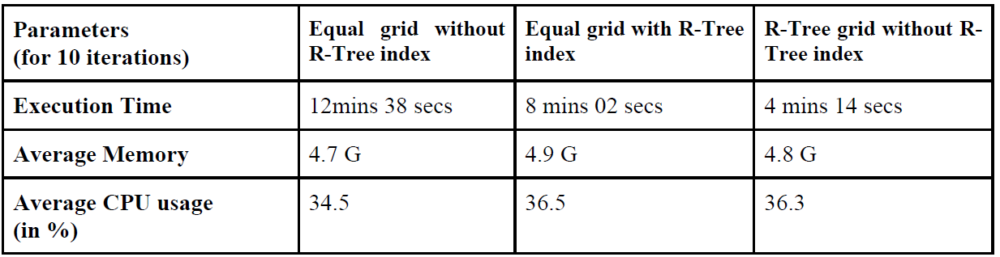 Parameters
(for 10 iterations)
Equal grid without
R-Tree index
Equal grid with R-Tree
index
R-Tree grid without R-
Tree index
Execution Time
12mins 38 secs
8 mins 02 secs
4 mins 14 secs
Average Memory
4.7 G
4.9 G
4.8 G
Average CPU usage
(in %)
34.5
36.5
36.3